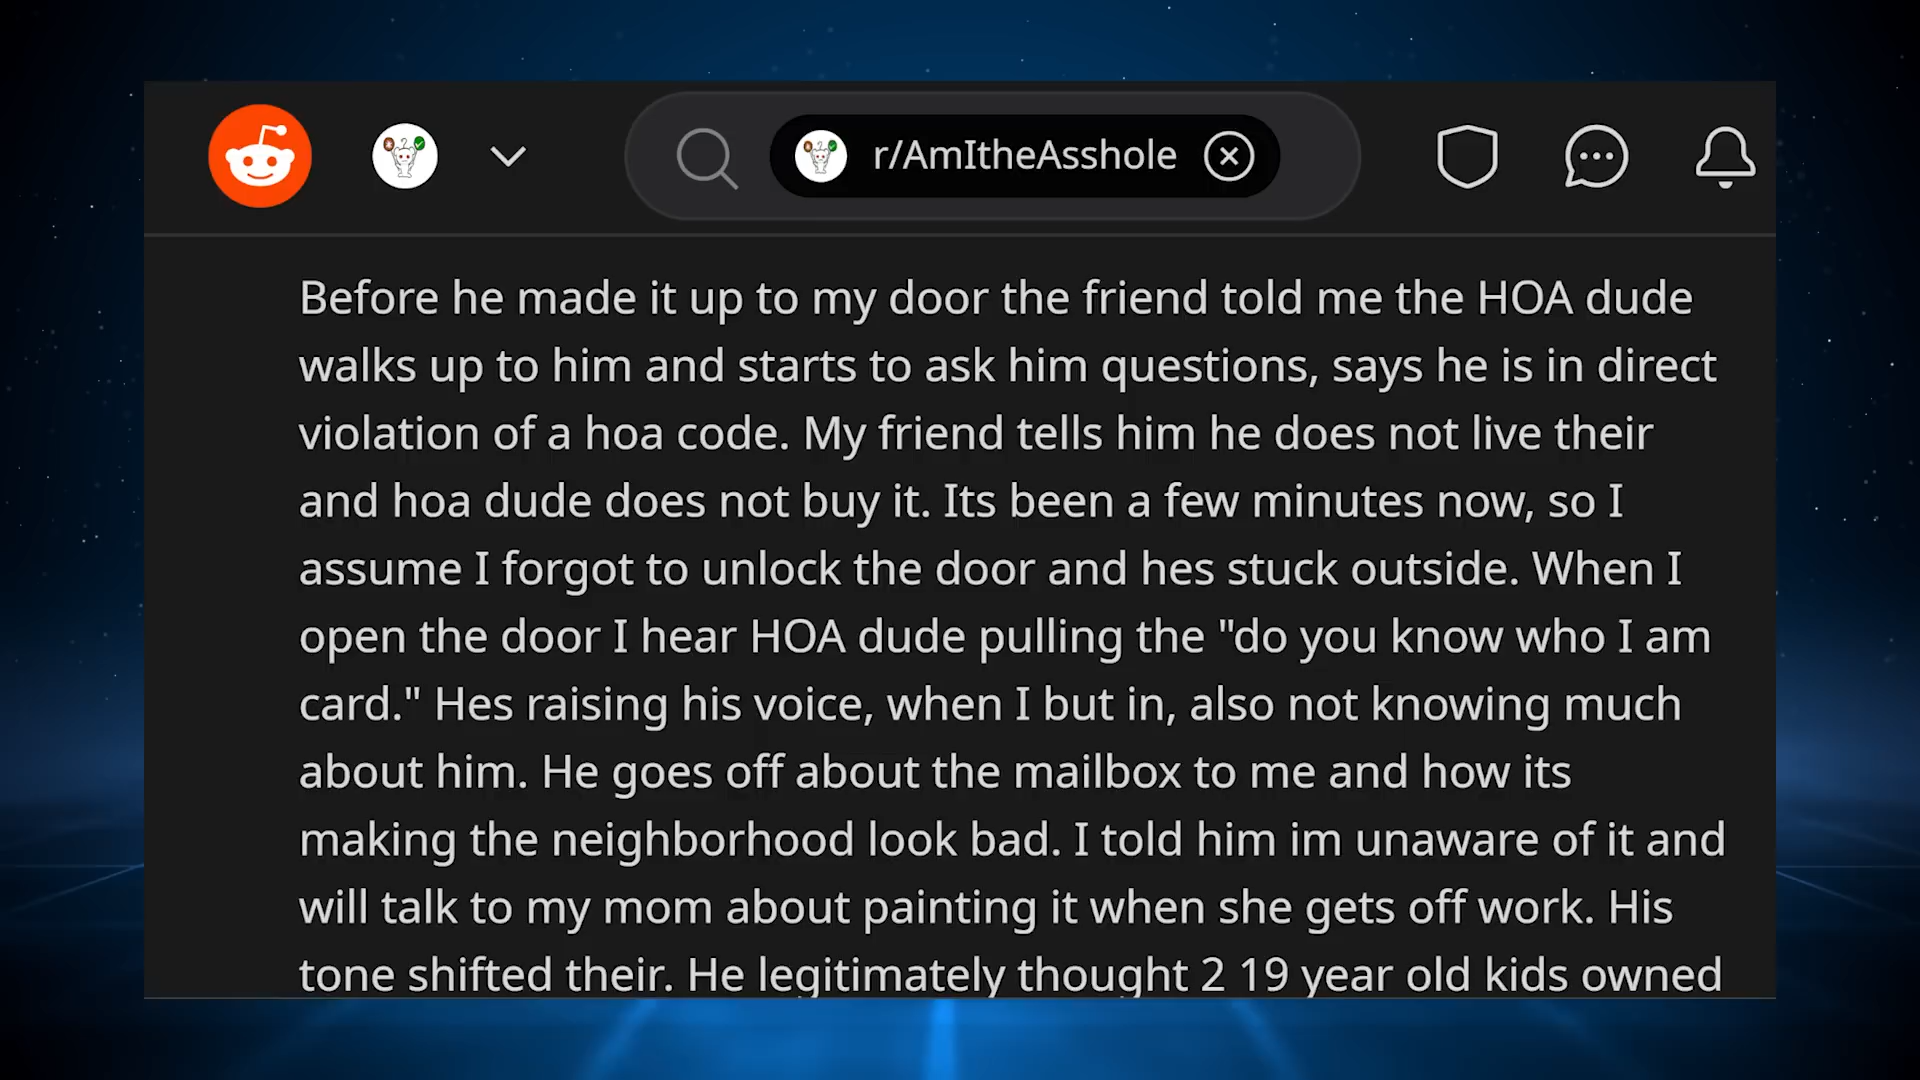 r/AmItheAsshole
Before he made it up to my door the friend told me the HOA dude
walks up to him and starts to ask him questions, says he is in direct
violation of a hoa code. My friend tells him he does not live their
and hoa dude does not buy it. Its been a few minutes now, so I
assume I forgot to unlock the door and hes stuck outside. When I
open the door I hear HOA dude pulling the "do you know who I am
card." Hes raising his voice, when I but in, also not knowing much
about him. He goes off about the mailbox to me and how its
making the neighborhood look bad. I told him im unaware of it and
will talk to my mom about painting it when she gets off work. His
tone shifted their. He legitimately thought 2 19 year old kids owned